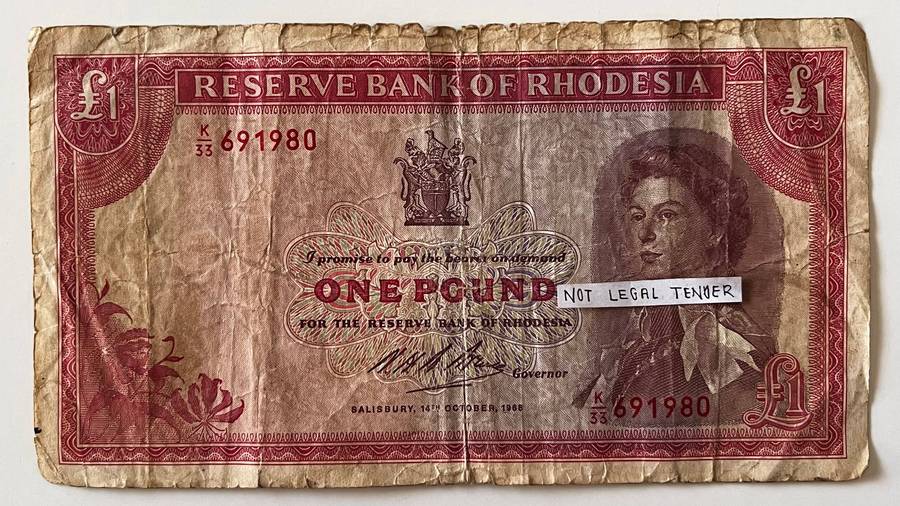 £1 RESERVE BANK OF RHODESIA £1
K/33 691980
I promise to pay the bearer on demand
ONE POUND
NOT LEGAL TENDER
FOR THE RESERVE BANK OF RHODESIA
Governor
SALISBURY, 14TH OCTOBER, 1968
K/33 691980
£1